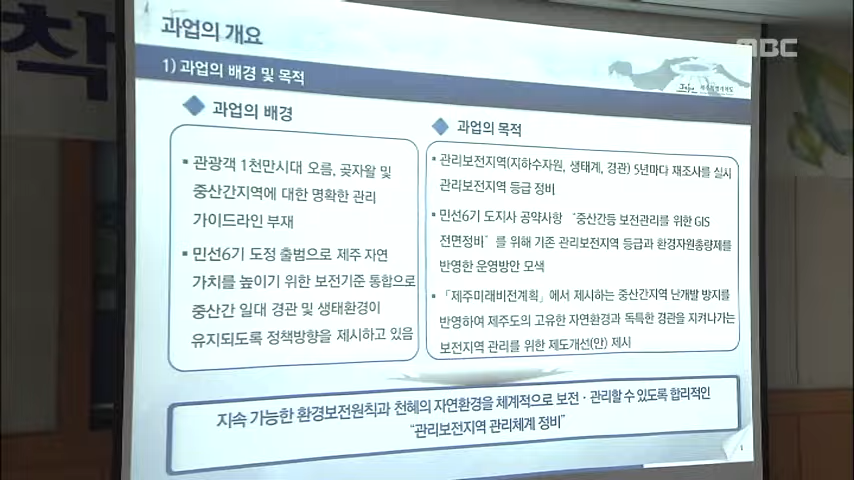 착
MBC
과업의 개요
1) 과업의 배경 및 목적
Jeju 제주특별자치도
과업의 배경
▪ 관광객 1천만시대 오름, 곶자왈 및
중산간지역에 대한 명확한 관리
가이드라인 부재
▪ 민선6기 도정 출범으로 제주 자연
가치를 높이기 위한 보전기준 통합으로
중산간 일대 경관 및 생태환경이
유지되도록 정책방향을 제시하고 있음
과업의 목적
▪ 관리보전지역(지하수자원, 생태계, 경관) 5년마다 재조사를 실시
관리보전지역 등급 정비
▪ 민선6기 도지사 공약사항 "중산간등 보전관리를 위한 GIS
전면정비"를 위해 기존 관리보전지역 등급과 환경자원총량제를
반영한 운영방안 모색
▪ 「제주미래비전계획」에서 제시하는 중산간지역 난개발 방지를
반영하여 제주도의 고유한 자연환경과 독특한 경관을 지켜나가는
보전지역 관리를 위한 제도개선(안) 제시
지속 가능한 환경보전원칙과 천혜의 자연환경을 체계적으로 보전 · 관리할 수 있도록 합리적인
"관리보전지역 관리체계 정비"
1